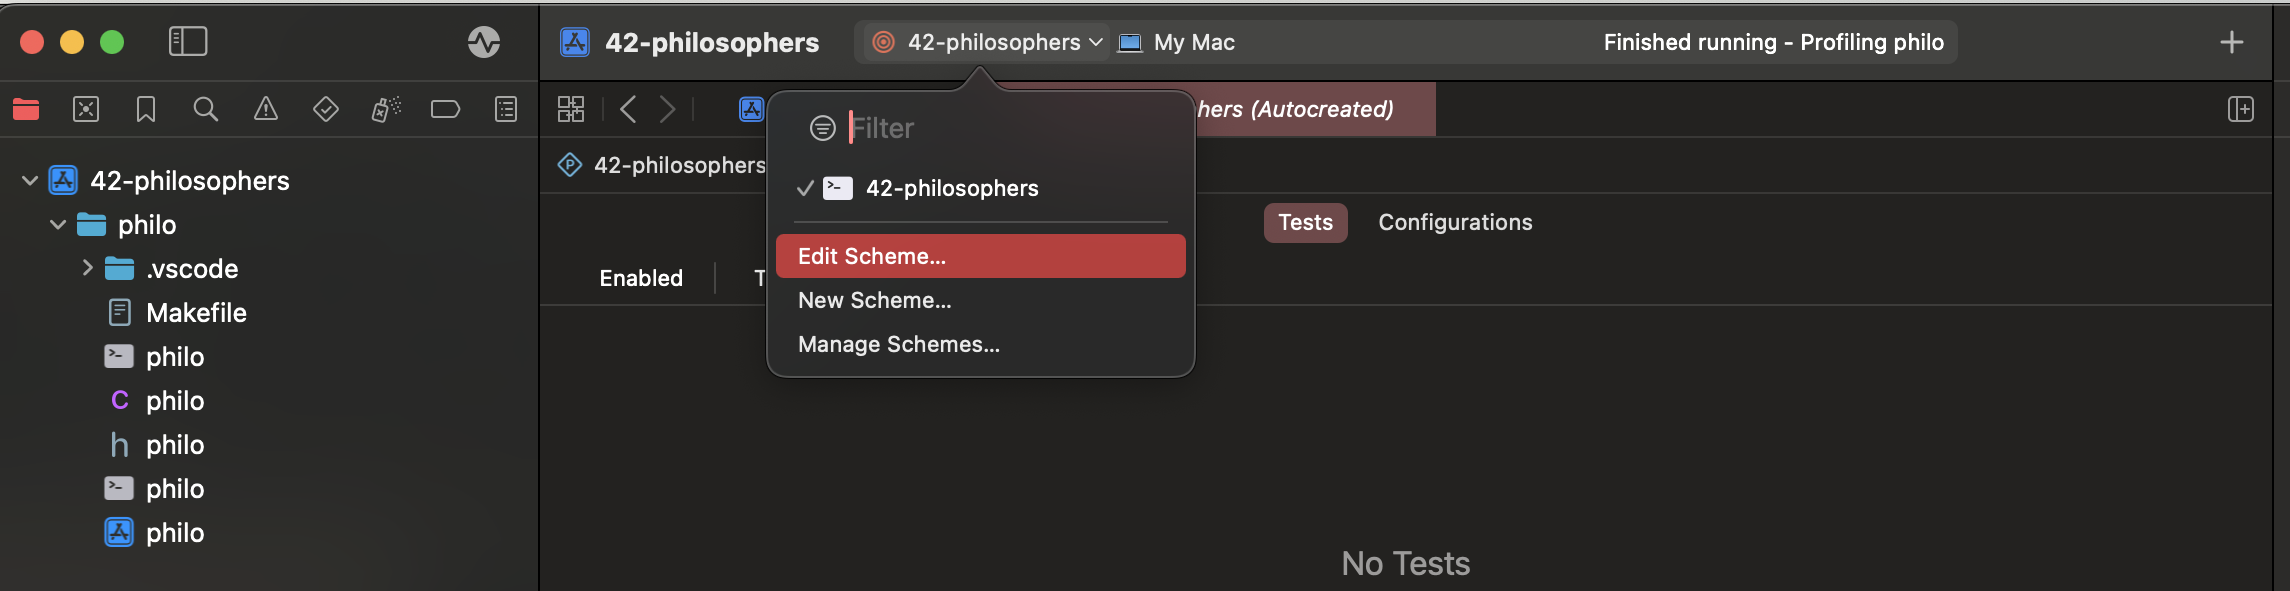 42-philosophers
42-philosophers
My Mac
Finished running - Profiling philo
hers (Autocreated)
Filter
42-philosophers
42-philosophers
Edit Scheme...
New Scheme...
Manage Schemes...
Tests
Configurations
Enabled
T
No Tests
42-philosophers
philo
.vscode
Makefile
philo
C philo
h philo
philo
philo